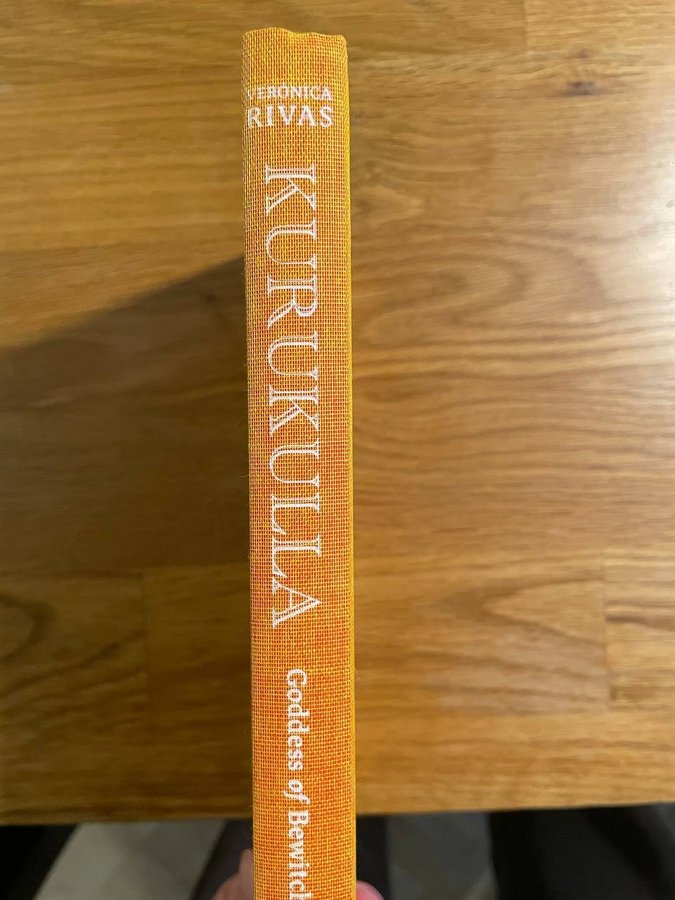 VERONICA
RIVAS
KURUKULLA
Goddess of Bewitch